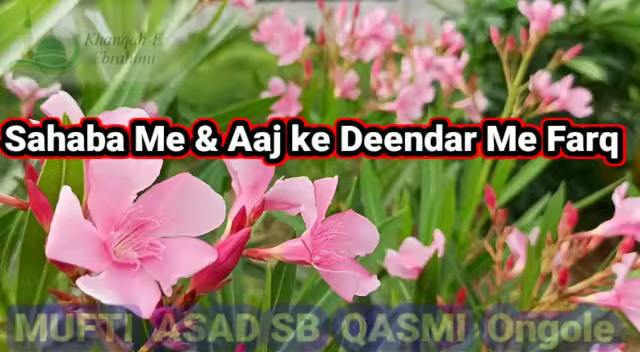 Khanqah E
Ebrahimi
Sahaba Me & Aaj ke Deendar Me Farq
MUFTI ASAD SB QASMI Ongole